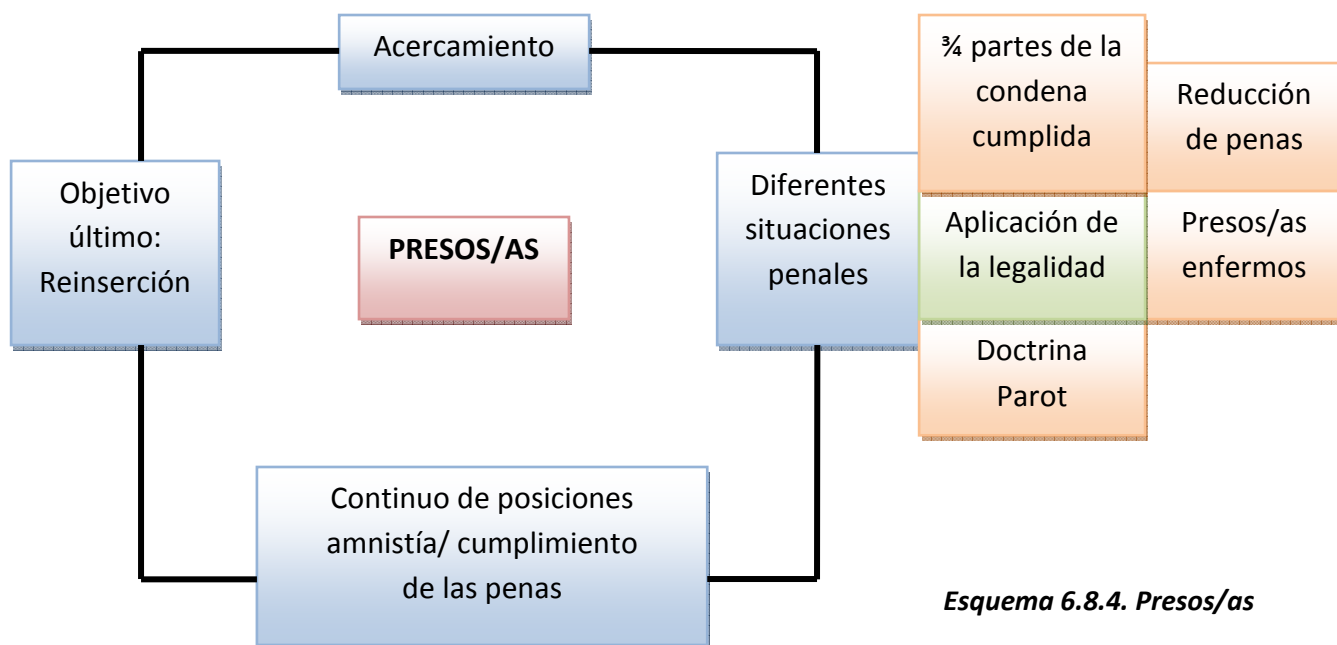 Acercamiento
¾ partes de la
condena
cumplida
Reducción
de penas
Objetivo
último:
Reinserción
PRESOS/AS
Diferentes
situaciones
penales
Aplicación de
la legalidad
Presos/as
enfermos
Doctrina
Parot
Continuo de posiciones
amnistía/ cumplimiento
de las penas
Esquema 6.8.4. Presos/as